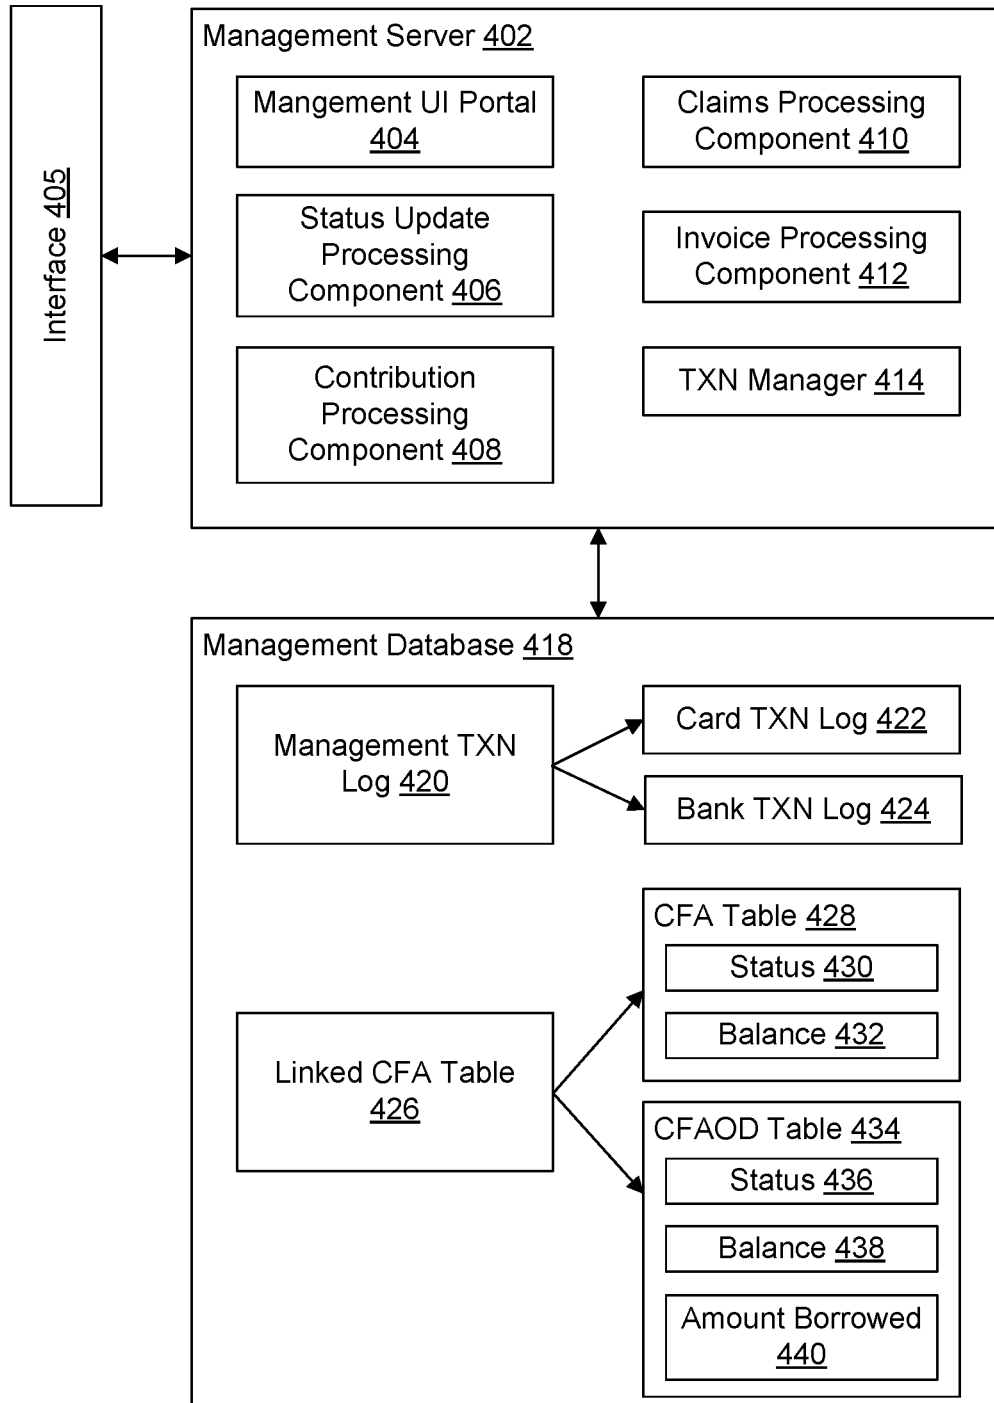 Interface 405
Management Server 402
Mangement UI Portal
404
Status Update
Processing
Component 406
Contribution
Processing
Component 408
Claims Processing
Component 410
Invoice Processing
Component 412
TXN Manager 414
Management Database 418
Management TXN
Log 420
Card TXN Log 422
Bank TXN Log 424
Linked CFA Table
426
CFA Table 428
Status 430
Balance 432
CFAOD Table 434
Status 436
Balance 438
Amount Borrowed
440